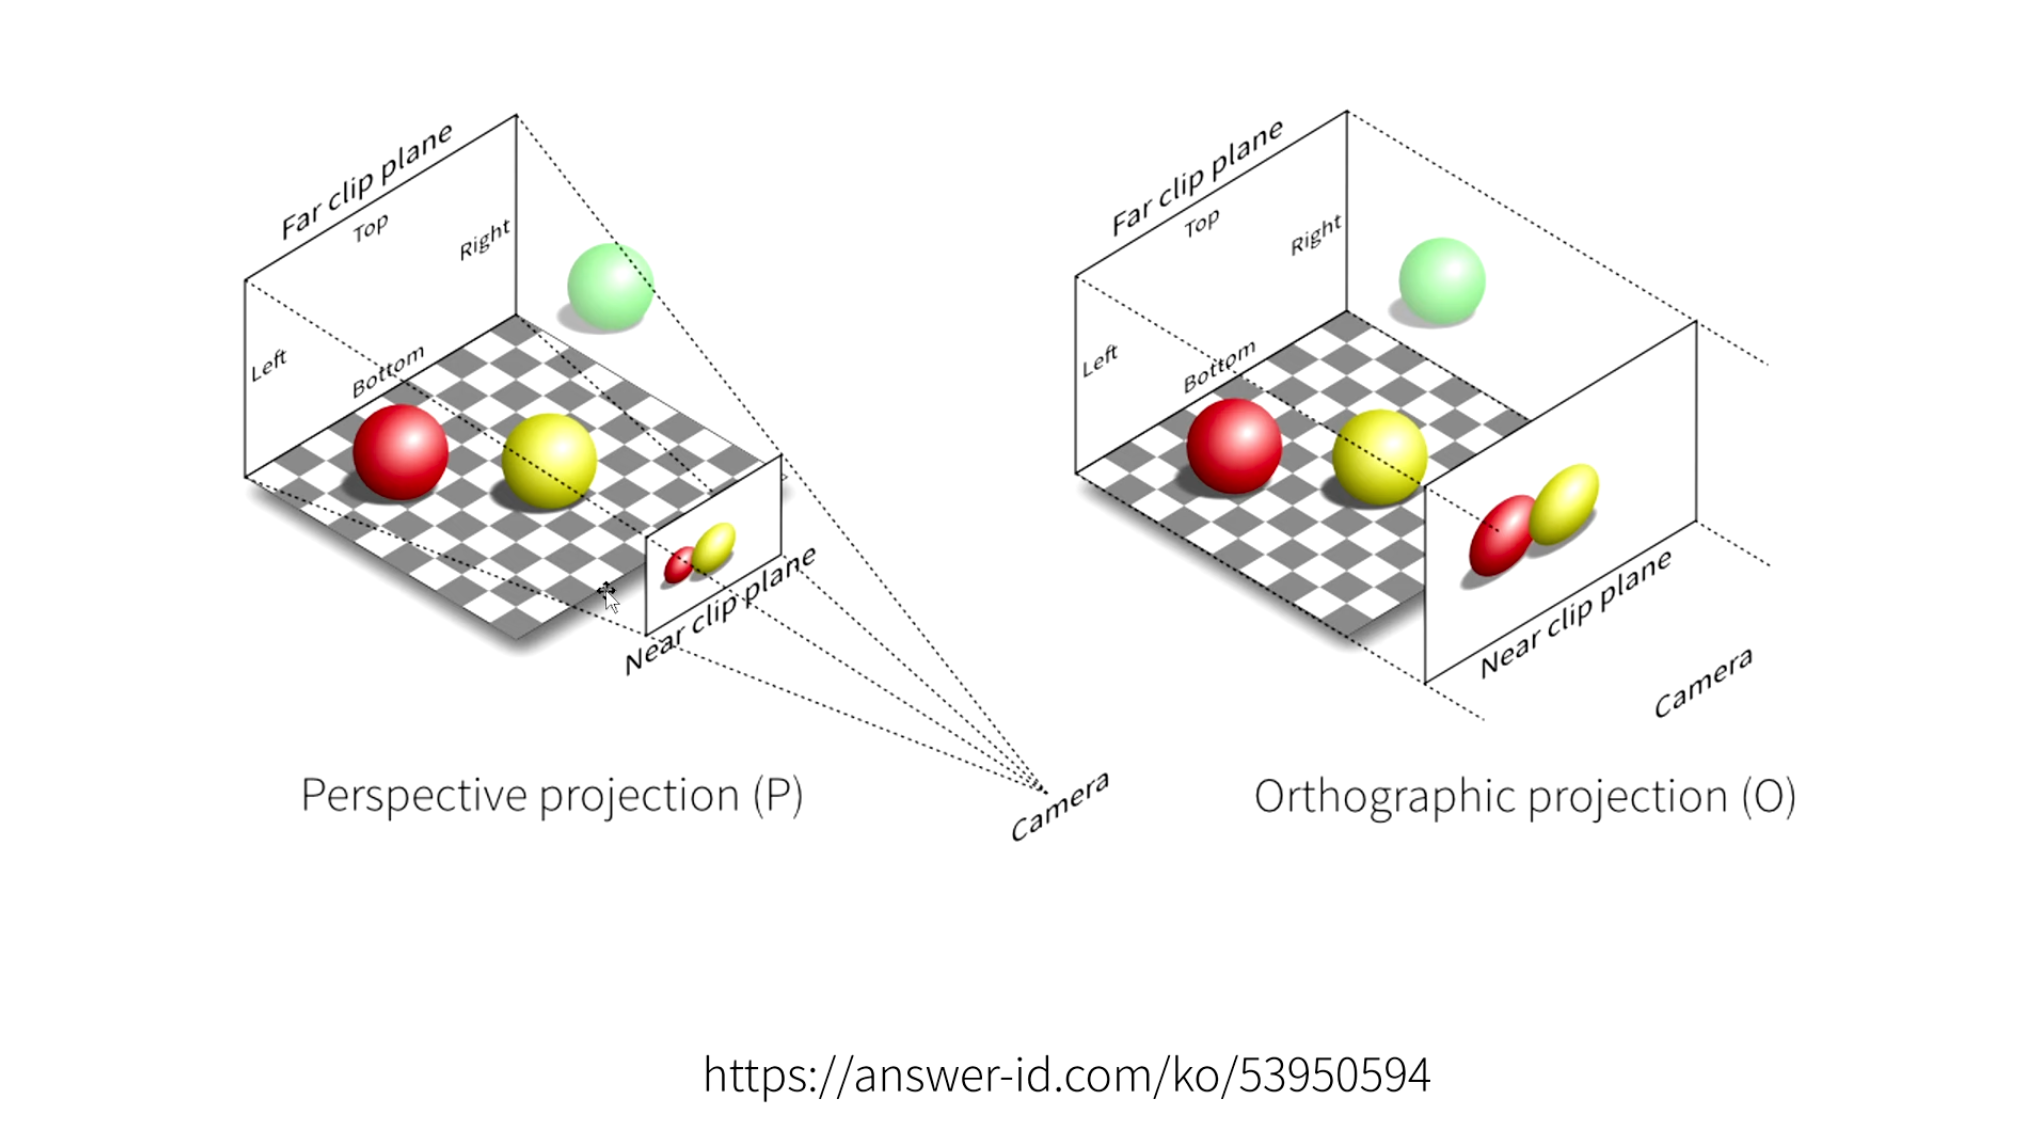 Far clip plane
Top
Right
Left
Bottom
Near clip plane
Camera
Perspective projection (P)
Far clip plane
Top
Right
Left
Bottom
Near clip plane
Camera
Orthographic projection (O)
https://answer-id.com/ko/53950594